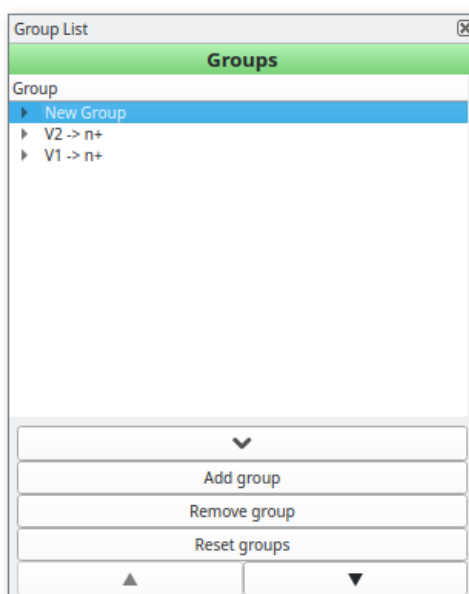 Group List
Groups
Group
New Group
V2 -> n+
V1 -> n+
Add group
Remove group
Reset groups